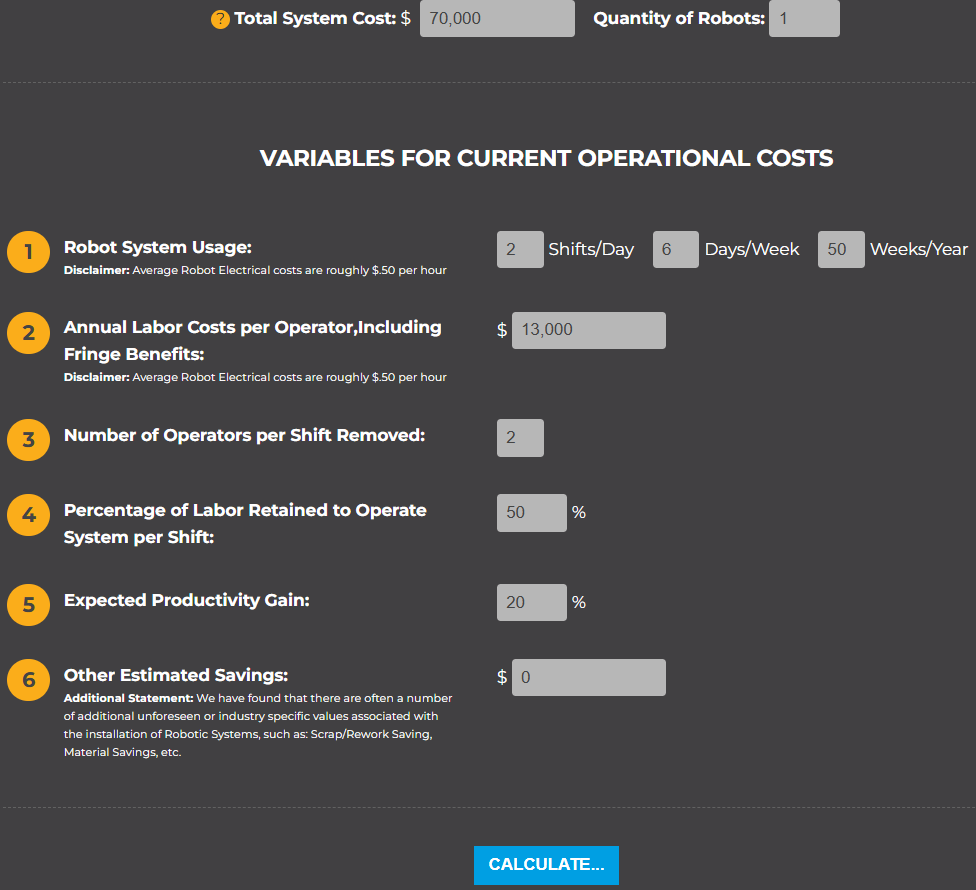 ? Total System Cost: $ 70,000 Quantity of Robots: 1
VARIABLES FOR CURRENT OPERATIONAL COSTS
1 Robot System Usage: 2 Shifts/Day 6 Days/Week 50 Weeks/Year
Disclaimer: Average Robot Electrical costs are roughly $.50 per hour
2 Annual Labor Costs per Operator,Including $ 13,000
Fringe Benefits:
Disclaimer: Average Robot Electrical costs are roughly $.50 per hour
3 Number of Operators per Shift Removed: 2
4 Percentage of Labor Retained to Operate 50 %
System per Shift:
5 Expected Productivity Gain: 20 %
6 Other Estimated Savings: $ 0
Additional Statement: We have found that there are often a number
of additional unforeseen or industry specific values associated with
the installation of Robotic Systems, such as: Scrap/Rework Saving,
Material Savings, etc.
CALCULATE...